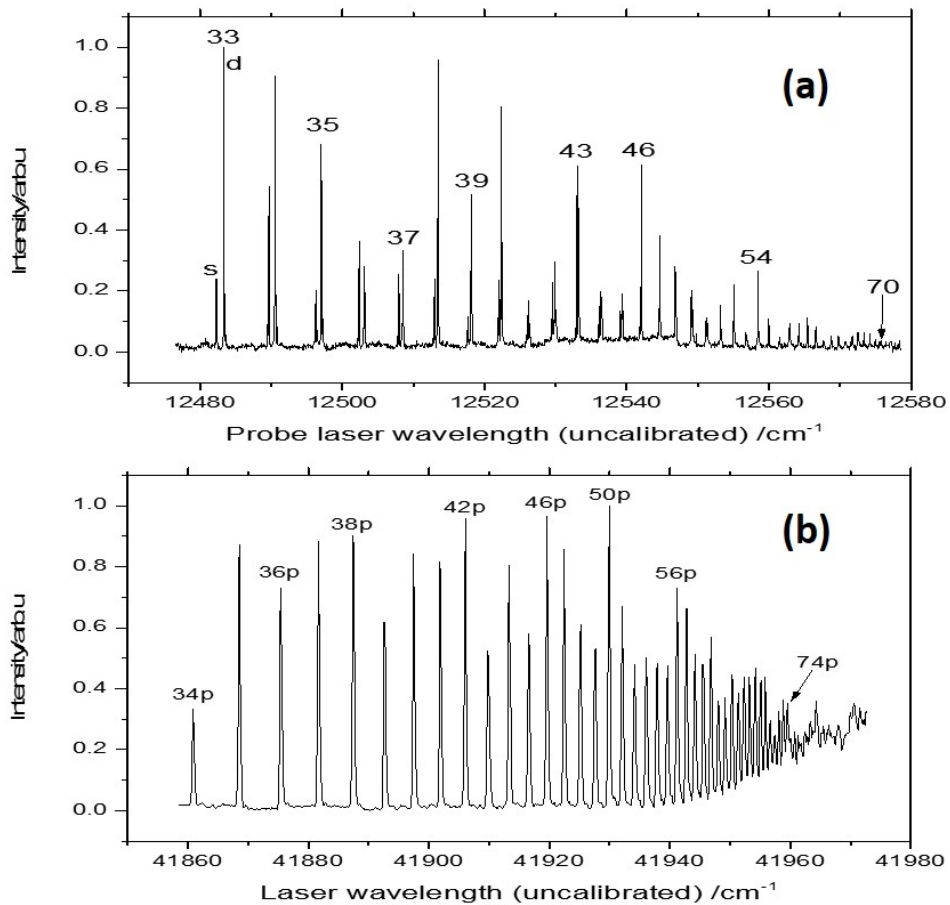 33
1.0
d
(a)
0.8
35
43
46
0.6
39
0.4
37
54
s
70
0.2
0.0
Intensity/arb.u
12480 12500 12520 12540 12560 12580
Probe laser wavelength (uncalibrated) /cm-1
50p
42p
46p
1.0
38p
(b)
0.8
36p
56p
0.6
74p
0.4
34p
0.2
0.0
Intensity/arb.u
41860 41880 41900 41920 41940 41960 41980
Laser wavelength (uncalibrated) /cm-1